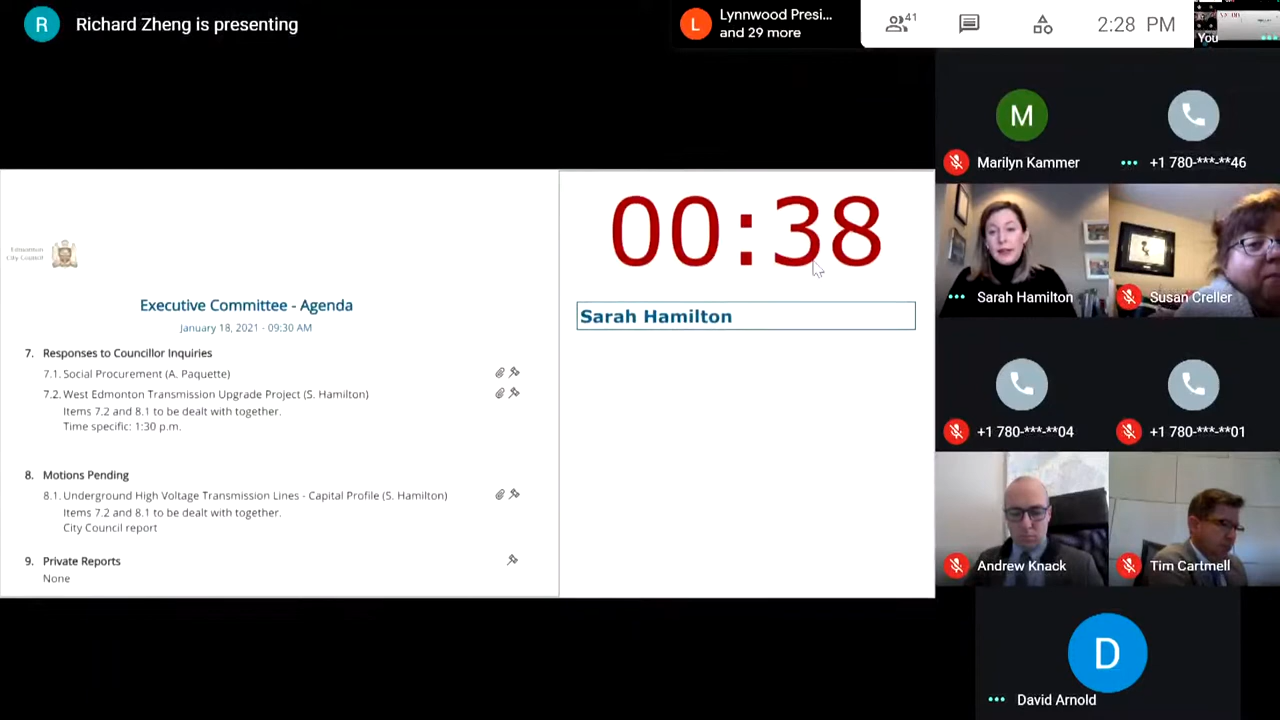 R
Richard Zheng is presenting
L
Lynnwood Presi...
and 29 more
41
2:28 PM
You
M
Marilyn Kammer
+1 780-***-**46
Edmonton
City Council
Executive Committee - Agenda
January 18, 2021 - 09:30 AM
7. Responses to Councillor Inquiries
7.1. Social Procurement (A. Paquette)
7.2. West Edmonton Transmission Upgrade Project (S. Hamilton)
Items 7.2 and 8.1 to be dealt with together.
Time specific: 1:30 p.m.
8. Motions Pending
8.1. Underground High Voltage Transmission Lines - Capital Profile (S. Hamilton)
Items 7.2 and 8.1 to be dealt with together.
City Council report
9. Private Reports
None
00:38
Sarah Hamilton
Sarah Hamilton
Susan Creller
+1 780-***-**04
+1 780-***-**01
Andrew Knack
Tim Cartmell
D
David Arnold